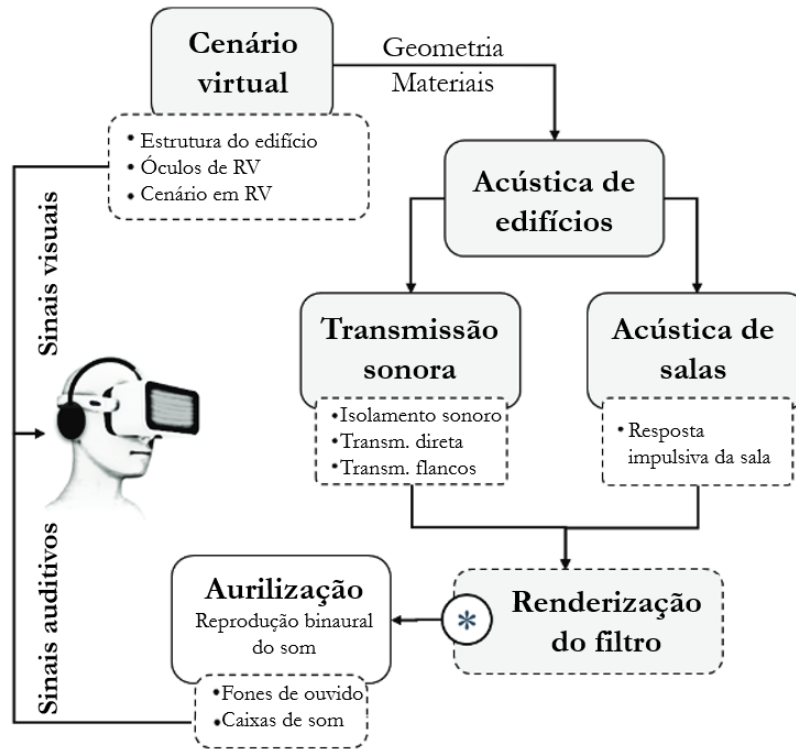 Cenário
virtual
Geometria
Materiais
• Estrutura do edifício
• Óculos de RV
• Cenário em RV
Acústica de
edifícios
Sinais visuais
Transmissão
sonora
Acústica de
salas
• Isolamento sonoro
• Transm. direta
• Transm. flancos
• Resposta
impulsiva da sala
Sinais auditivos
Aurilização
Reprodução binaural
do som
*
Renderização
do filtro
• Fones de ouvido
• Caixas de som